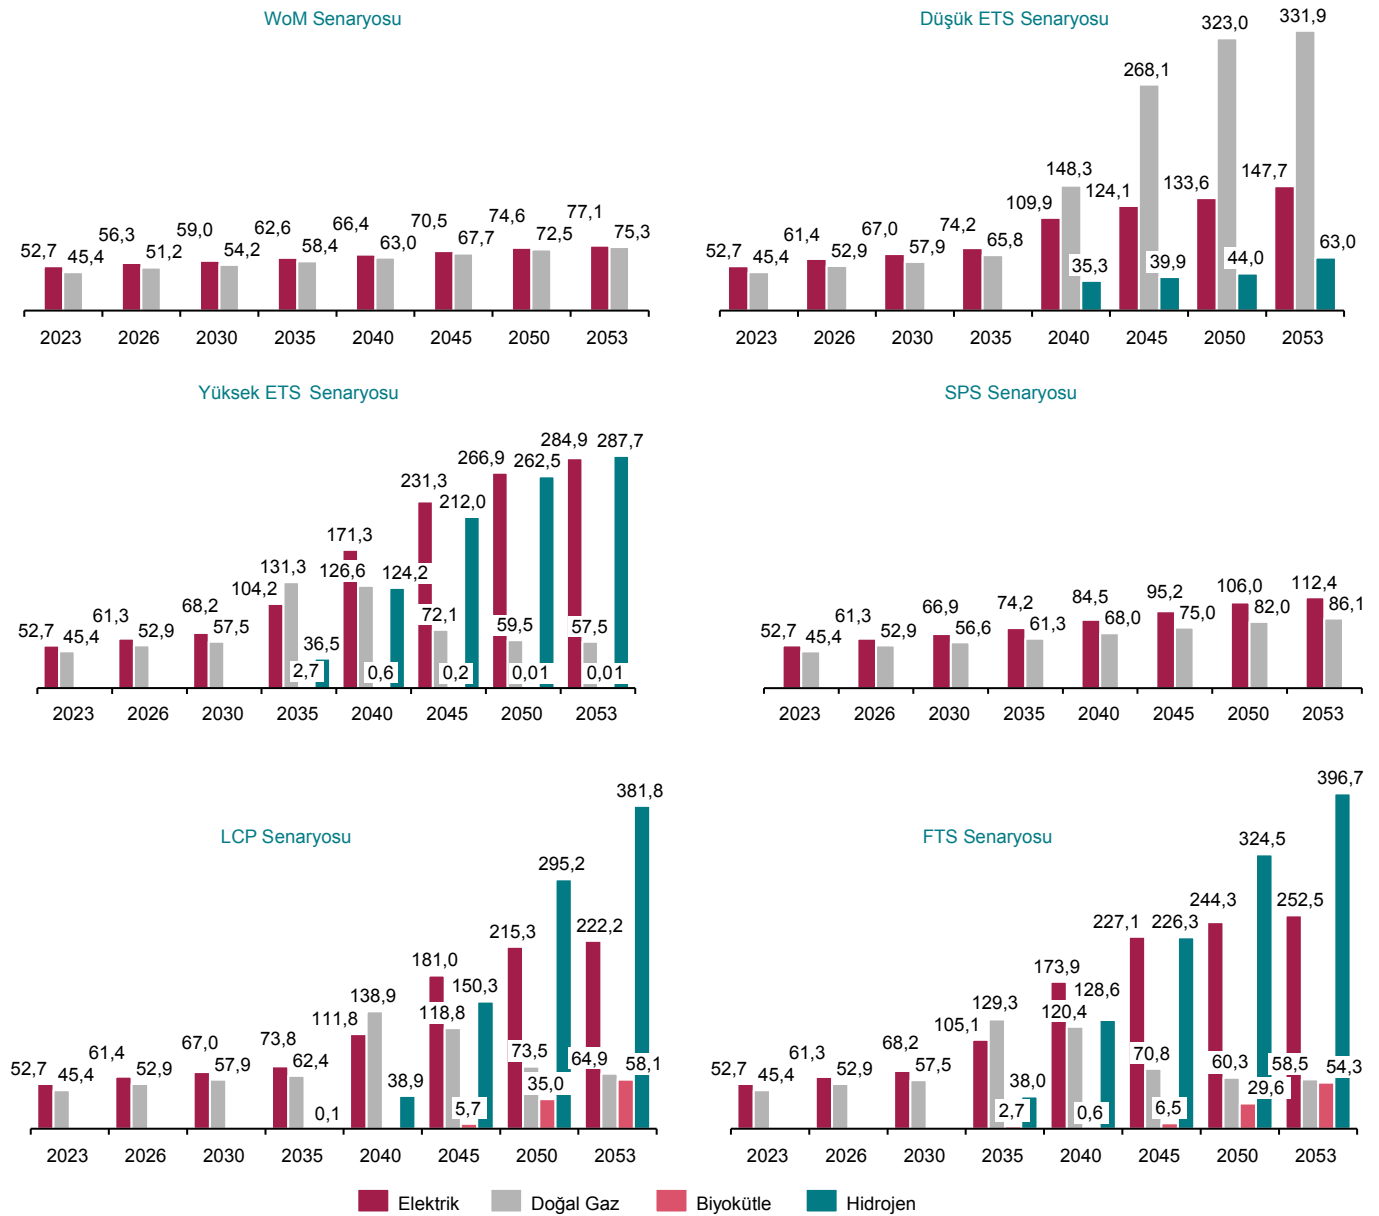 WoM Senaryosu
52,7 45,4 56,3 51,2 59,0 54,2 62,6 58,4 66,4 63,0 70,5 67,7 74,6 72,5 77,1 75,3
2023 2026 2030 2035 2040 2045 2050 2053
Düşük ETS Senaryosu
52,7 45,4 61,4 52,9 67,0 57,9 74,2 65,8 109,9 148,3 35,3 124,1 268,1 39,9 133,6 323,0 44,0 147,7 331,9 63,0
2023 2026 2030 2035 2040 2045 2050 2053
Yüksek ETS Senaryosu
52,7 45,4 61,3 52,9 68,2 57,5 104,2 131,3 2,7 36,5 171,3 126,6 0,6 124,2 231,3 72,1 0,2 212,0 266,9 59,5 0,01 262,5 284,9 57,5 0,01 287,7
2023 2026 2030 2035 2040 2045 2050 2053
SPS Senaryosu
52,7 45,4 61,3 52,9 66,9 56,6 74,2 61,3 84,5 68,0 95,2 75,0 106,0 82,0 112,4 86,1
2023 2026 2030 2035 2040 2045 2050 2053
LCP Senaryosu
52,7 45,4 61,4 52,9 67,0 57,9 73,8 62,4 0,1 111,8 138,9 38,9 181,0 118,8 5,7 150,3 215,3 73,5 35,0 295,2 222,2 64,9 58,1 381,8
2023 2026 2030 2035 2040 2045 2050 2053
FTS Senaryosu
52,7 45,4 61,3 52,9 68,2 57,5 105,1 129,3 2,7 38,0 173,9 120,4 0,6 128,6 227,1 70,8 6,5 226,3 244,3 60,3 29,6 324,5 252,5 58,5 54,3 396,7
2023 2026 2030 2035 2040 2045 2050 2053
Elektrik Doğal Gaz Biyokütle Hidrojen